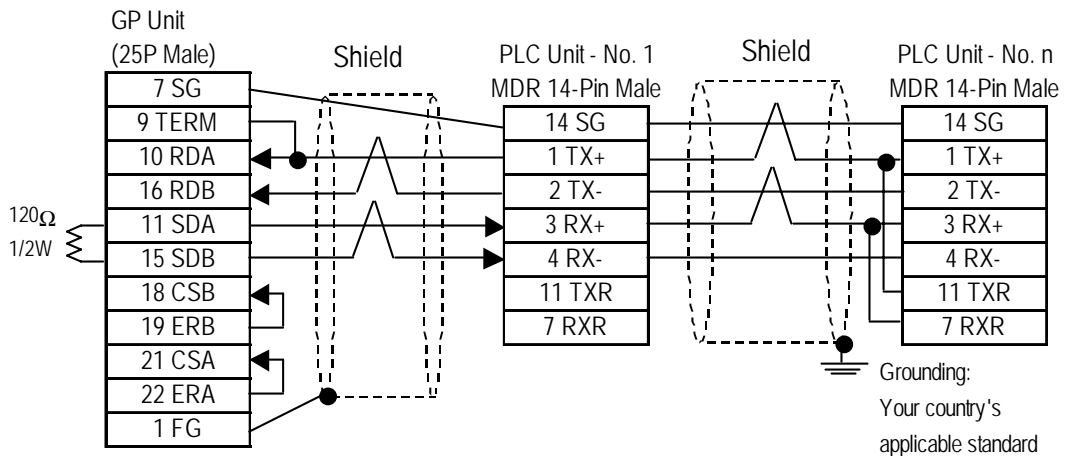 GP Unit
(25P Male)
7 SG
9 TERM
10 RDA
16 RDB
11 SDA
15 SDB
18 CSB
19 ERB
21 CSA
22 ERA
1 FG
120Ω
1/2W
Shield
PLC Unit - No. 1
MDR 14-Pin Male
14 SG
1 TX+
2 TX-
3 RX+
4 RX-
11 TXR
7 RXR
Shield
PLC Unit - No. n
MDR 14-Pin Male
14 SG
1 TX+
2 TX-
3 RX+
4 RX-
11 TXR
7 RXR
Grounding:
Your country's
applicable standard